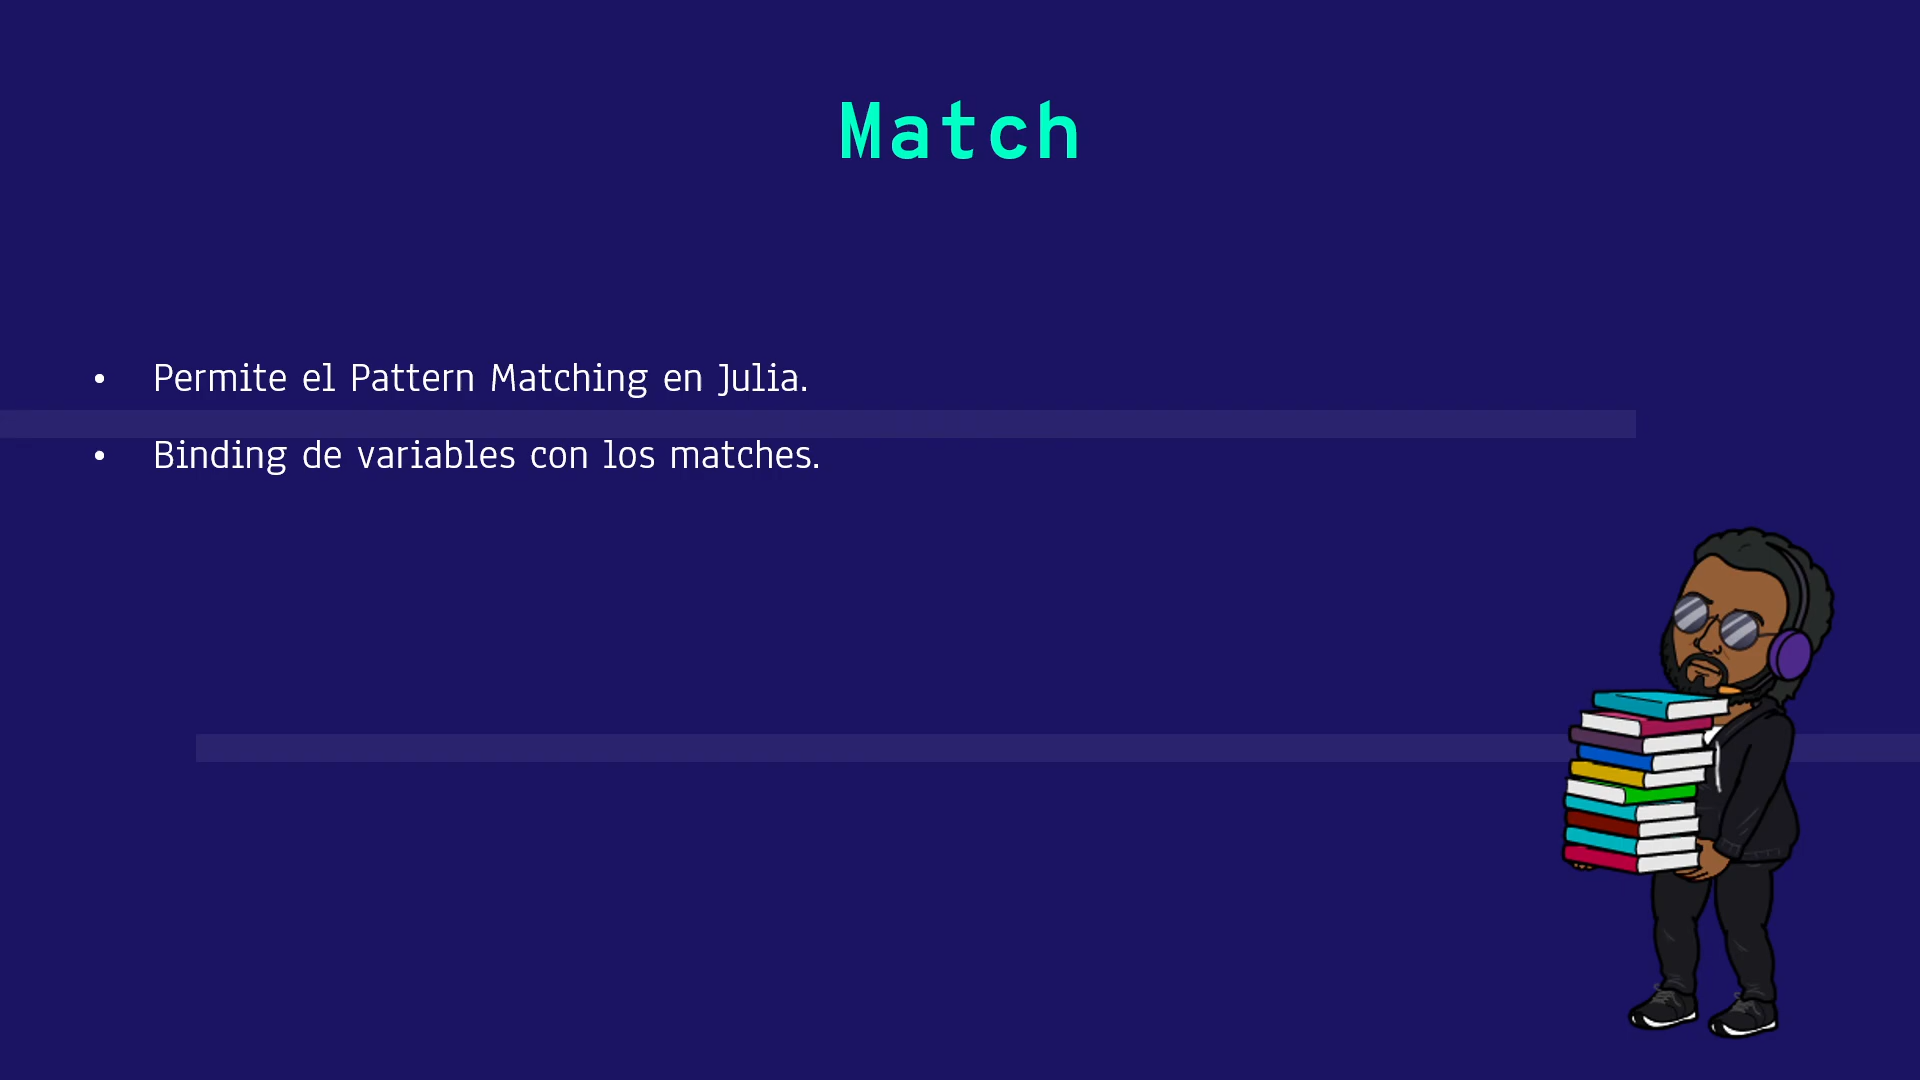 Match
• Permite el Pattern Matching en Julia.
• Binding de variables con los matches.